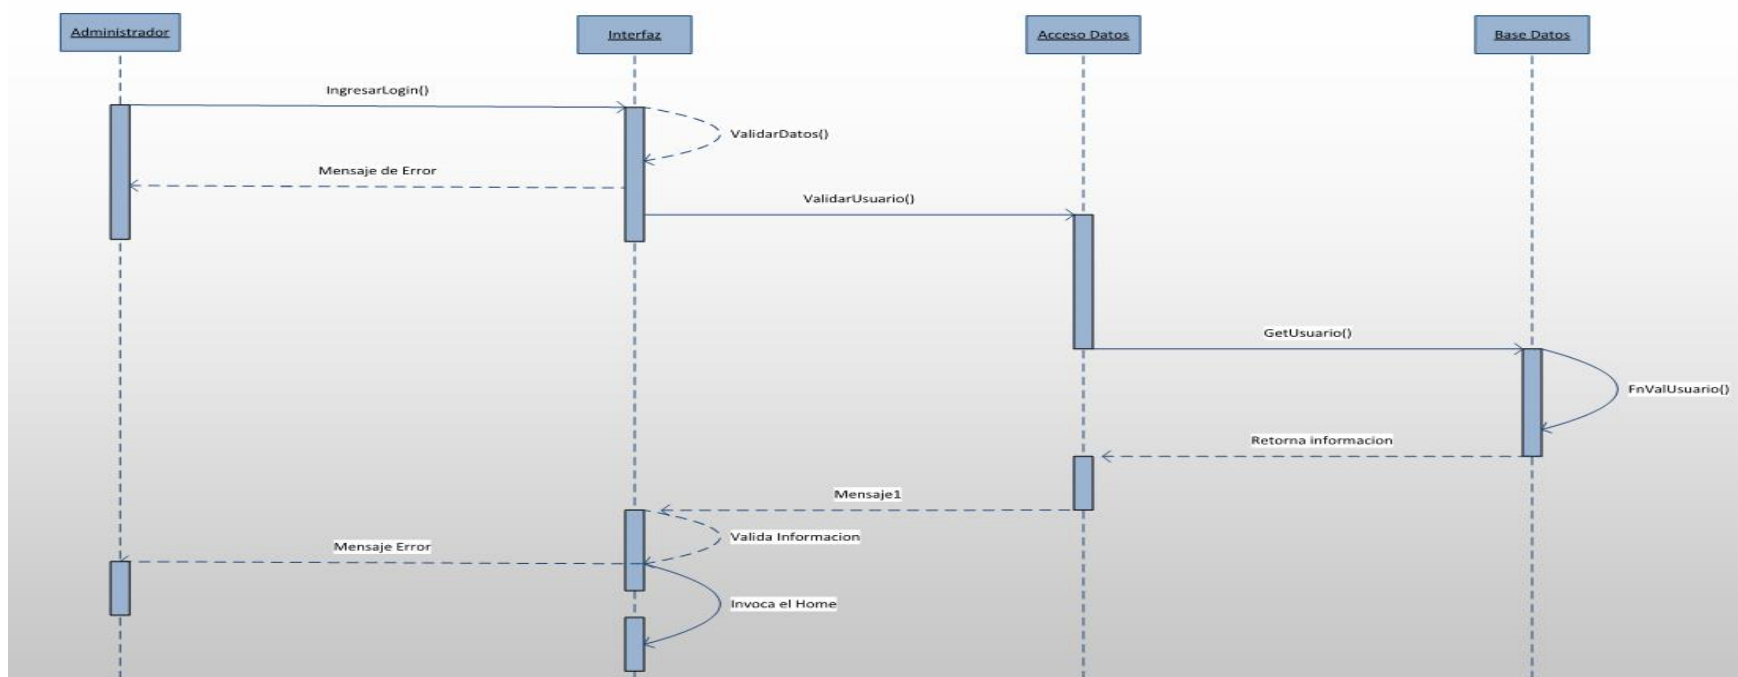 Administrador
Interfaz
Acceso Datos
Base Datos
IngresarLogin()
ValidarDatos()
Mensaje de Error
ValidarUsuario()
GetUsuario()
FnValUsuario()
Retorna informacion
Mensaje1
Valida Informacion
Mensaje Error
Invoca el Home